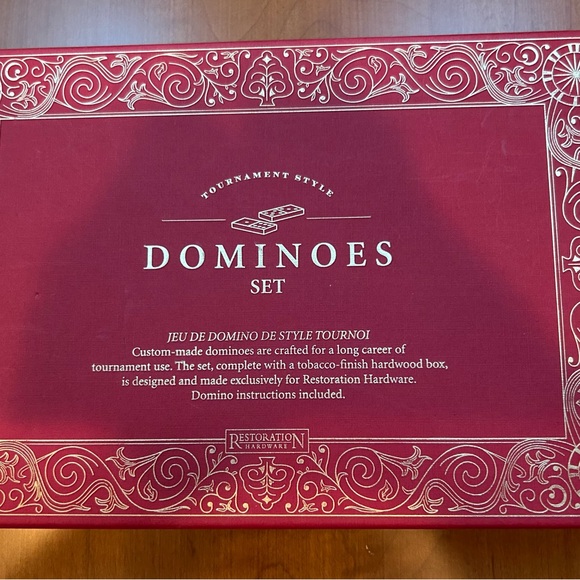 TOURNAMENT STYLE
DOMINOES
SET
JEU DE DOMINO DE STYLE TOURNOI
Custom-made dominoes are crafted for a long career of
tournament use. The set, complete with a tobacco-finish hardwood box,
is designed and made exclusively for Restoration Hardware.
Domino instructions included.
RESTORATION
HARDWARE